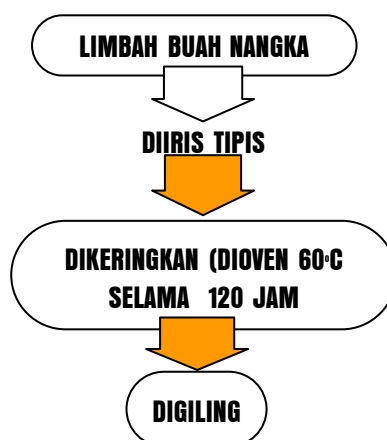 LIMBAH BUAH NANGKA
DIIRIS TIPIS
DIKERINGKAN (DIOVEN 60°C
SELAMA 120 JAM
DIGILING